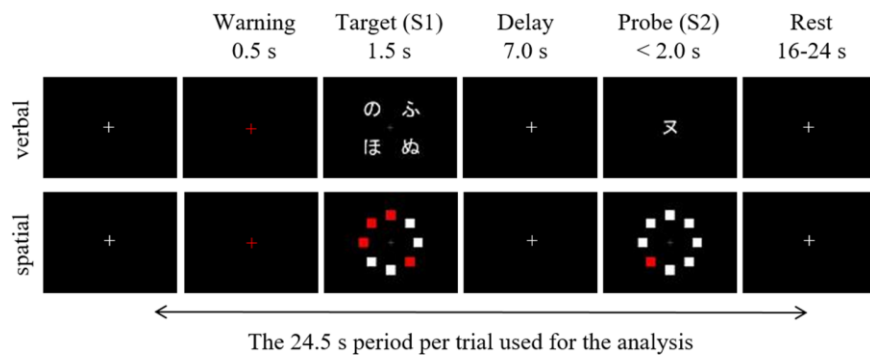 Warning Target (S1) Delay Probe (S2) Rest
0.5 s 1.5 s 7.0 s < 2.0 s 16-24 s
verbal
の ふ
ほ ぬ
ヌ
spatial
The 24.5 s period per trial used for the analysis